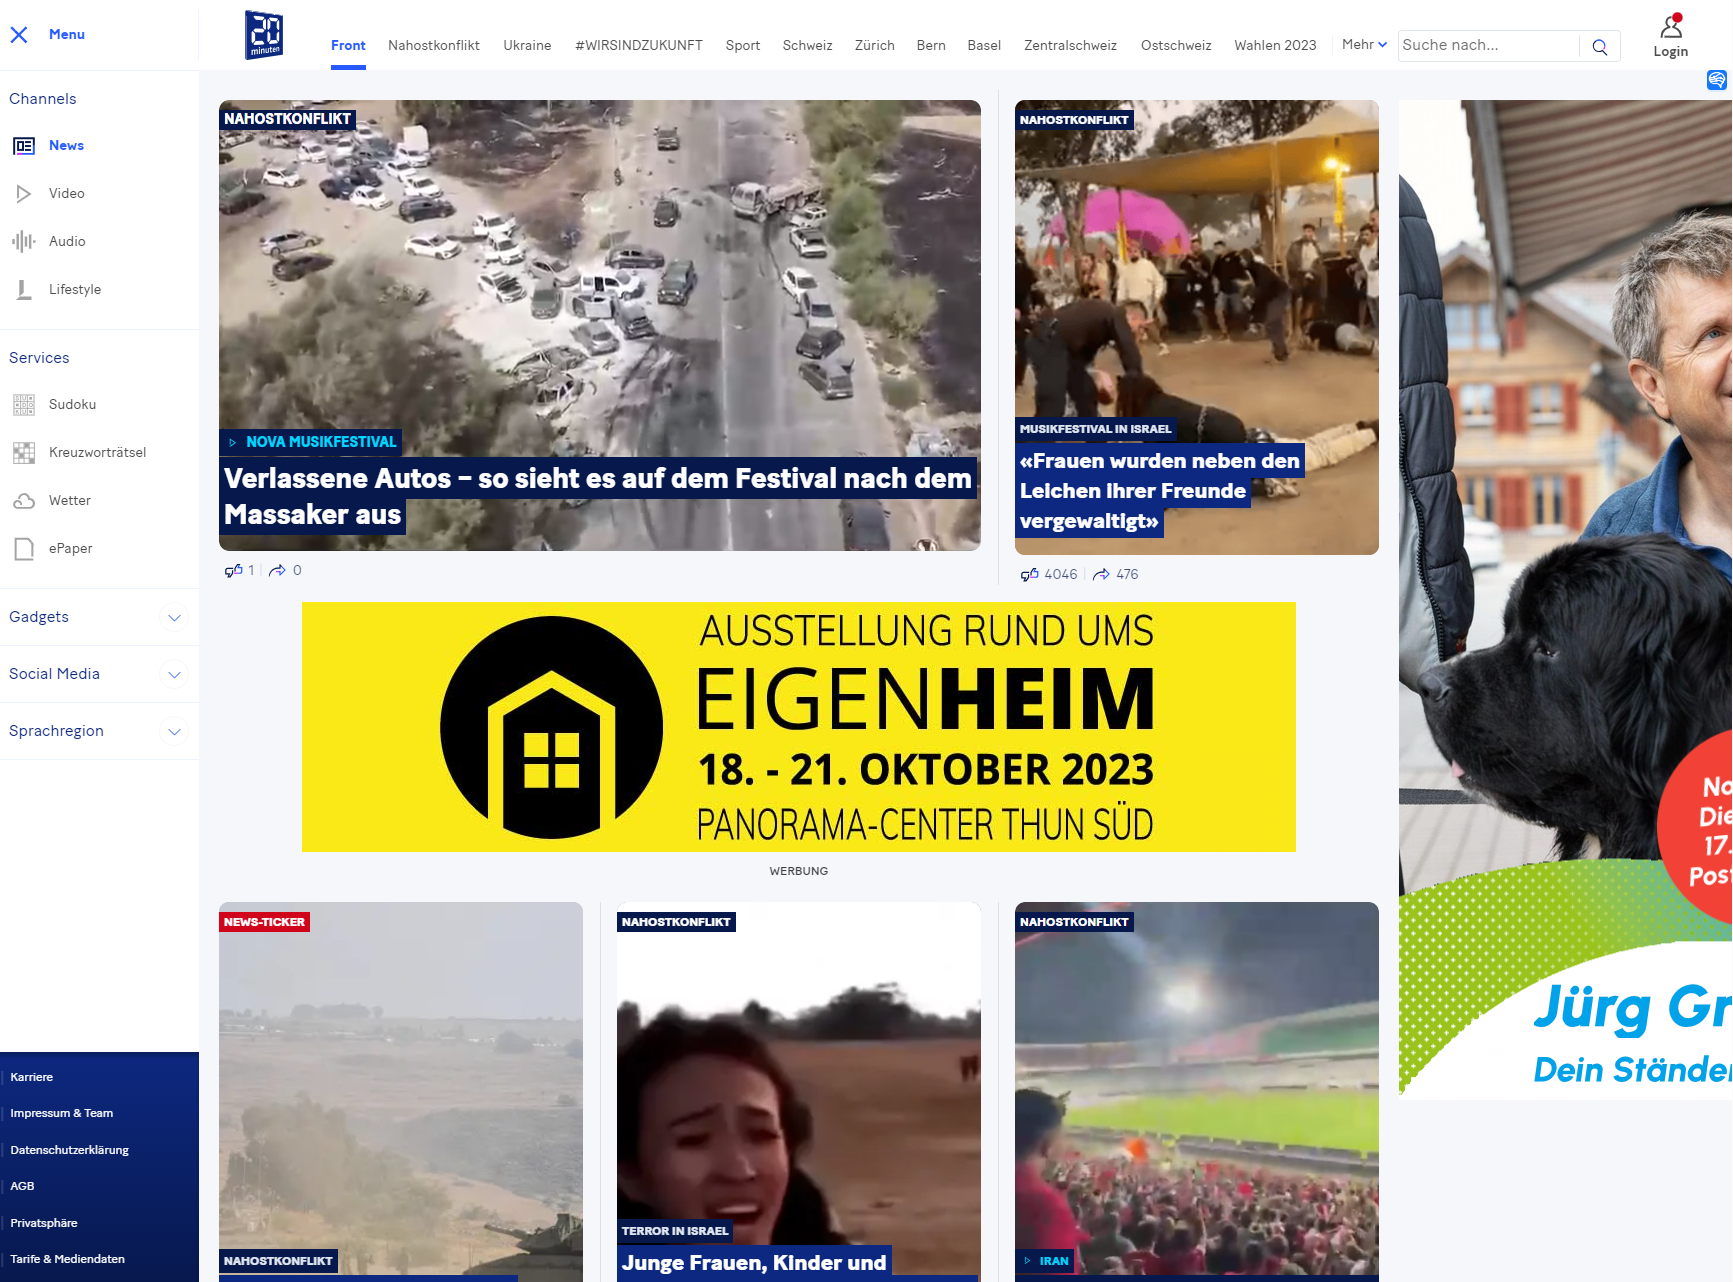 Menu
20
minuten
Front
Nahostkonflikt
Ukraine
#WIRSINDZUKUNFT
Sport
Schweiz
Zürich
Bern
Basel
Zentralschweiz
Ostschweiz
Wahlen 2023
Mehr
Suche nach...
Login
Channels
News
Video
Audio
Lifestyle
Services
Sudoku
Kreuzworträtsel
Wetter
ePaper
Gadgets
Social Media
Sprachregion
Karriere
Impressum & Team
Datenschutzerklärung
AGB
Privatsphäre
Tarife & Mediendaten
NAHOSTKONFLIKT
NOVA MUSIKFESTIVAL
Verlassene Autos – so sieht es auf dem Festival nach dem
Massaker aus
1
0
NAHOSTKONFLIKT
MUSIKFESTIVAL IN ISRAEL
«Frauen wurden neben den
Leichen ihrer Freunde
vergewaltigt»
4046
476
AUSSTELLUNG RUND UMS
EIGENHEIM
18. - 21. OKTOBER 2023
PANORAMA-CENTER THUN SÜD
WERBUNG
NEWS-TICKER
NAHOSTKONFLIKT
NAHOSTKONFLIKT
TERROR IN ISRAEL
Junge Frauen, Kinder und
NAHOSTKONFLIKT
IRAN
No
Die
17.
Post
Jürg Gr
Dein Stände